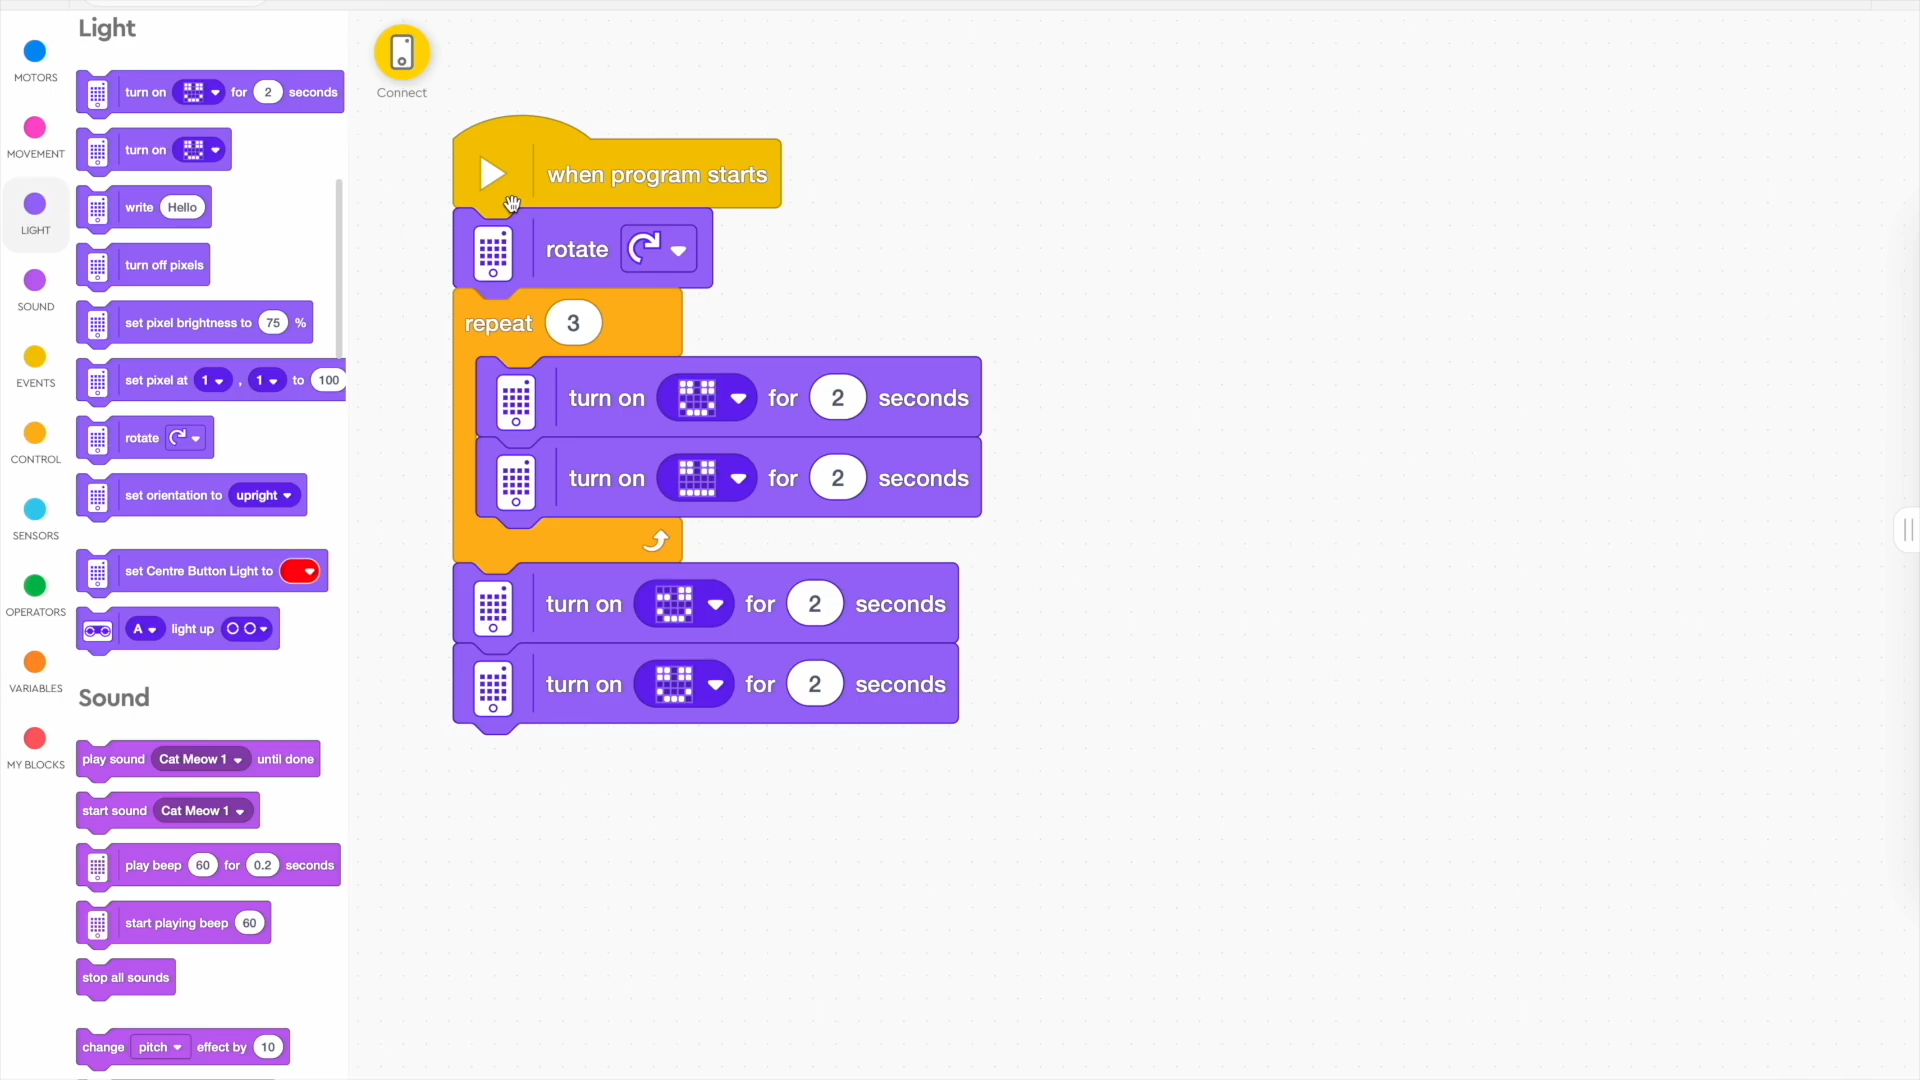 Light
MOTORS
MOVEMENT
LIGHT
SOUND
EVENTS
CONTROL
SENSORS
OPERATORS
VARIABLES
MY BLOCKS
turn on for 2 seconds
turn on
write Hello
turn off pixels
set pixel brightness to 75 %
set pixel at 1 , 1 to 100
rotate
set orientation to upright
set Centre Button Light to
A light up
Sound
play sound Cat Meow 1 until done
start sound Cat Meow 1
play beep 60 for 0.2 seconds
start playing beep 60
stop all sounds
change pitch effect by 10
Connect
when program starts
rotate
repeat 3
turn on for 2 seconds
turn on for 2 seconds
turn on for 2 seconds
turn on for 2 seconds